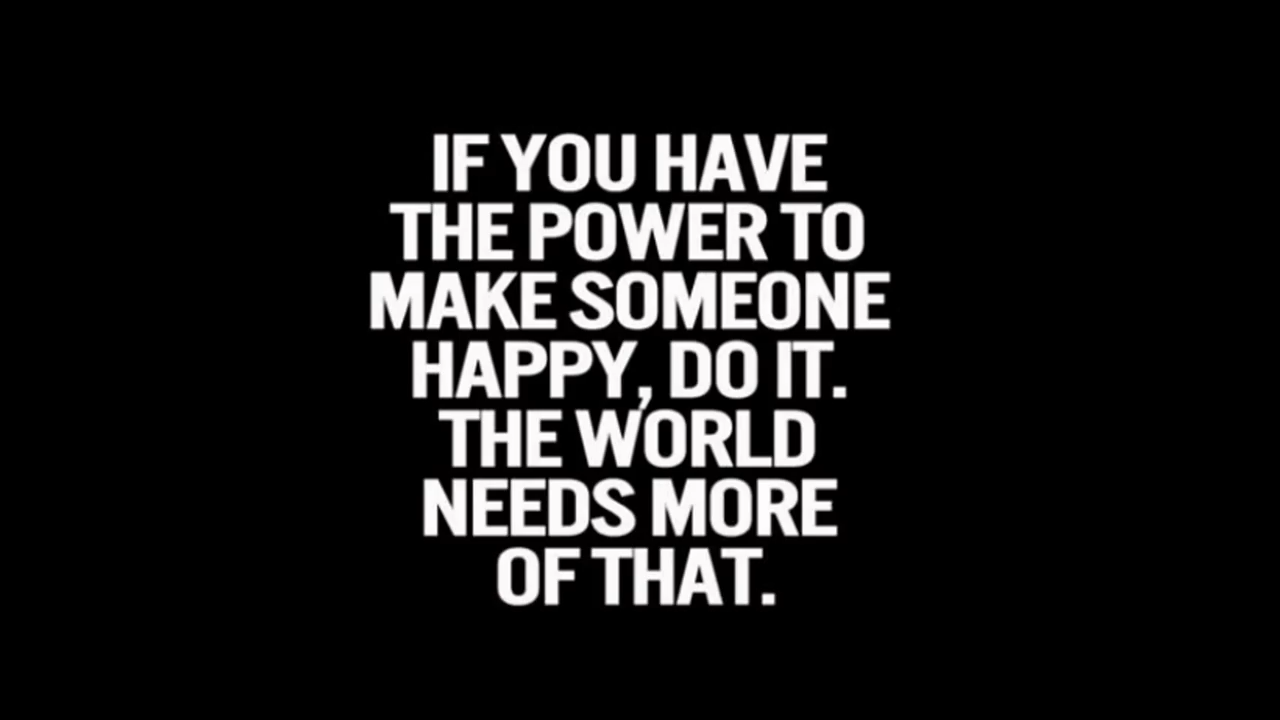 IF YOU HAVE
THE POWER TO
MAKE SOMEONE
HAPPY, DO IT.
THE WORLD
NEEDS MORE
OF THAT.